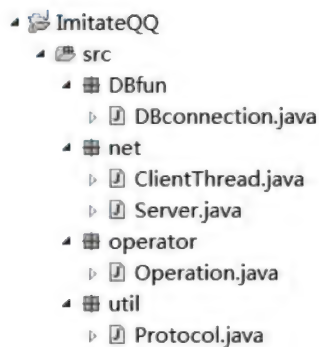 ImitateQQ
src
DBfun
DBconnection.java
net
ClientThread.java
Server.java
operator
Operation.java
util
Protocol.java